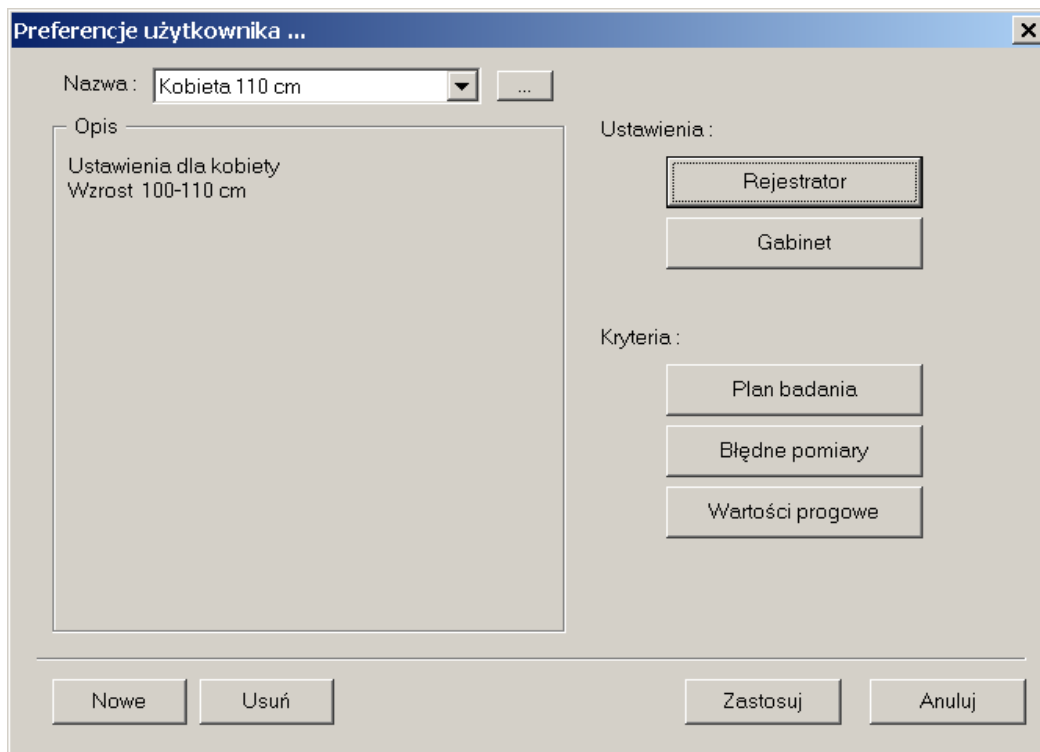 Preferencje użytkownika ...
Nazwa : Kobieta 110 cm ...
Opis
Ustawienia dla kobiety
Wzrost 100-110 cm
Ustawienia :
Rejestrator
Gabinet
Kryteria :
Plan badania
Błędne pomiary
Wartości progowe
Nowe Usuń Zastosuj Anuluj